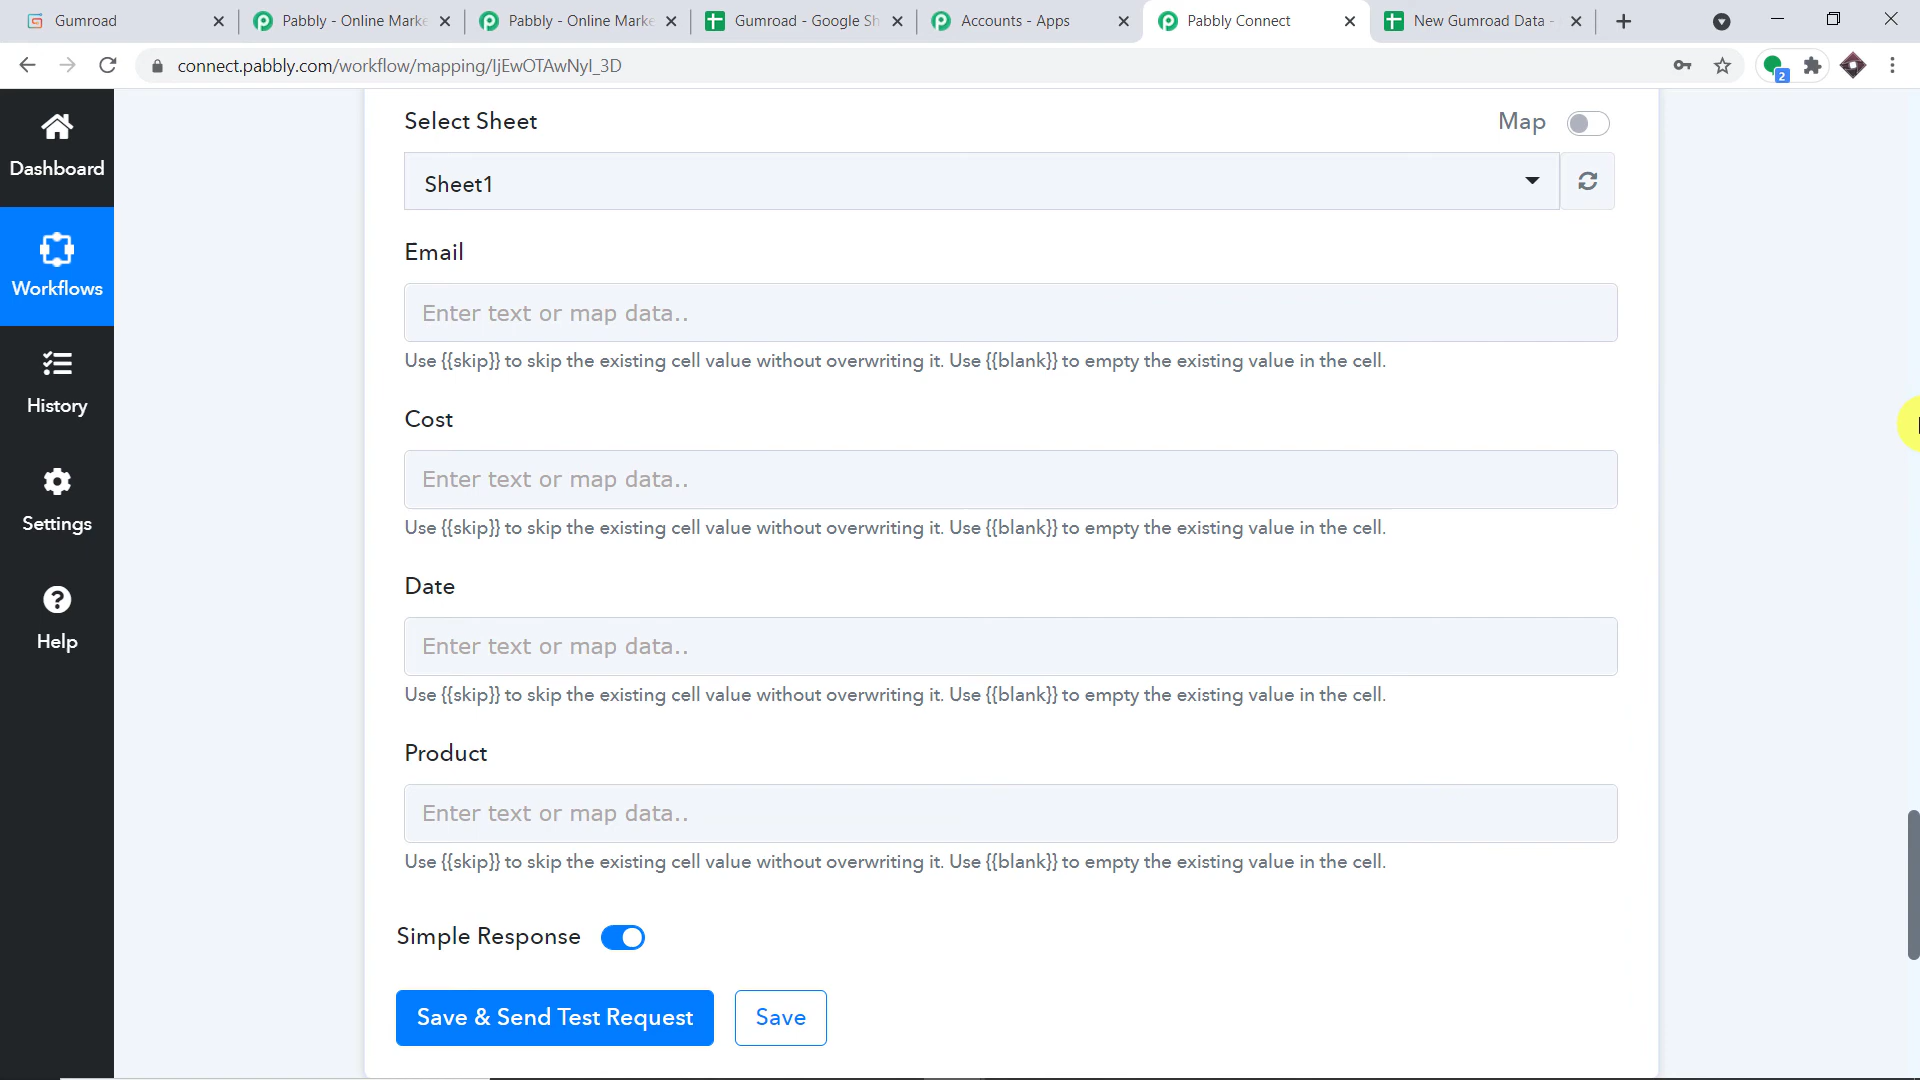 Gumroad
Pabbly - Online Marke
Pabbly - Online Marke
Gumroad - Google Sh
Accounts - Apps
Pabbly Connect
New Gumroad Data -
connect.pabbly.com/workflow/mapping/IjEwOTAwNyI_3D
2
Dashboard
Workflows
History
Settings
Help
Select Sheet
Map
Sheet1
Email
Enter text or map data..
Use {{skip}} to skip the existing cell value without overwriting it. Use {{blank}} to empty the existing value in the cell.
Cost
Enter text or map data..
Use {{skip}} to skip the existing cell value without overwriting it. Use {{blank}} to empty the existing value in the cell.
Date
Enter text or map data..
Use {{skip}} to skip the existing cell value without overwriting it. Use {{blank}} to empty the existing value in the cell.
Product
Enter text or map data..
Use {{skip}} to skip the existing cell value without overwriting it. Use {{blank}} to empty the existing value in the cell.
Simple Response
Save & Send Test Request
Save